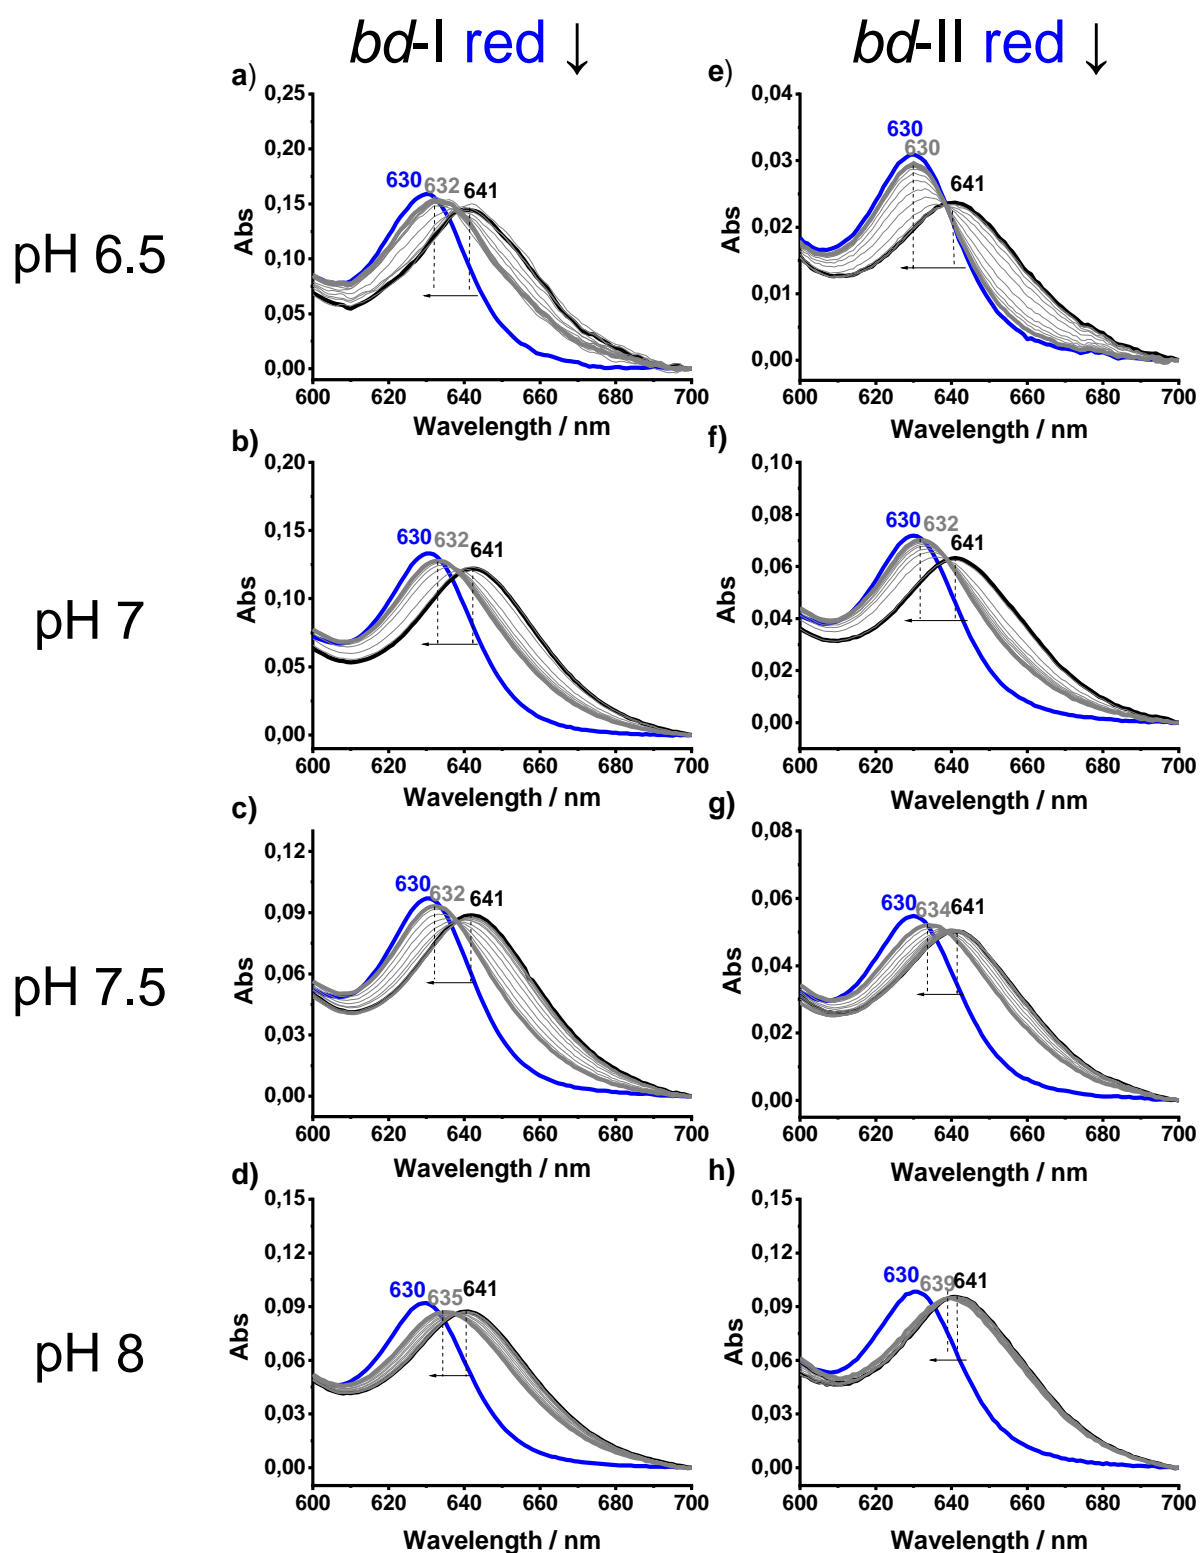 bd-I red ↓
bd-II red ↓
pH 6.5
a)
0,25
0,20
0,15
0,10
0,05
0,00
Abs
630
632
641
600 620 640 660 680 700
Wavelength / nm
e)
0,04
0,03
0,02
0,01
0,00
Abs
630
630
641
600 620 640 660 680 700
Wavelength / nm
pH 7
b)
0,20
0,15
0,10
0,05
0,00
Abs
630
632
641
600 620 640 660 680 700
Wavelength / nm
f)
0,10
0,08
0,06
0,04
0,02
0,00
Abs
630
632
641
600 620 640 660 680 700
Wavelength / nm
pH 7.5
c)
0,12
0,09
0,06
0,03
0,00
Abs
630
632
641
600 620 640 660 680 700
Wavelength / nm
g)
0,08
0,06
0,04
0,02
0,00
Abs
630
634
641
600 620 640 660 680 700
Wavelength / nm
pH 8
d)
0,15
0,12
0,09
0,06
0,03
0,00
Abs
630
635
641
600 620 640 660 680 700
Wavelength / nm
h)
0,15
0,12
0,09
0,06
0,03
0,00
Abs
630
639
641
600 620 640 660 680 700
Wavelength / nm